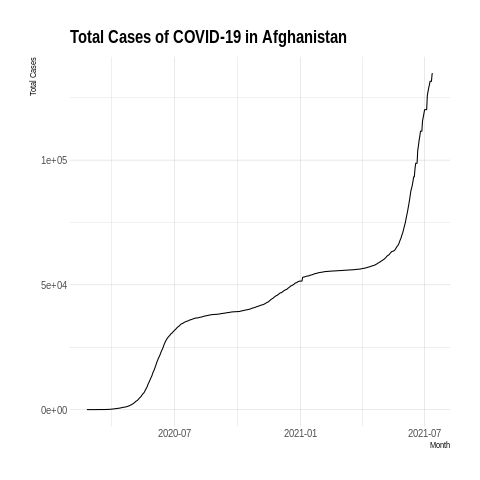 Total Cases of COVID-19 in Afghanistan
Total Cases
1e+05
5e+04
0e+00
2020-07
2021-01
2021-07
Month